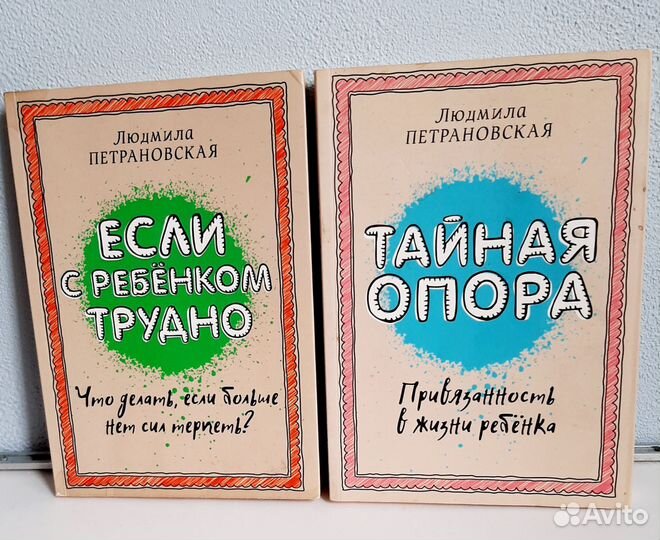 Людмила
ПЕТРАНОВСКАЯ
ЕСЛИ
С РЕБЁНКОМ
ТРУДНО
Что делать, если больше
нет сил терпеть?
Людмила
ПЕТРАНОВСКАЯ
ТАЙНАЯ
ОПОРА
Привязанность
в жизни ребёнка
Avito